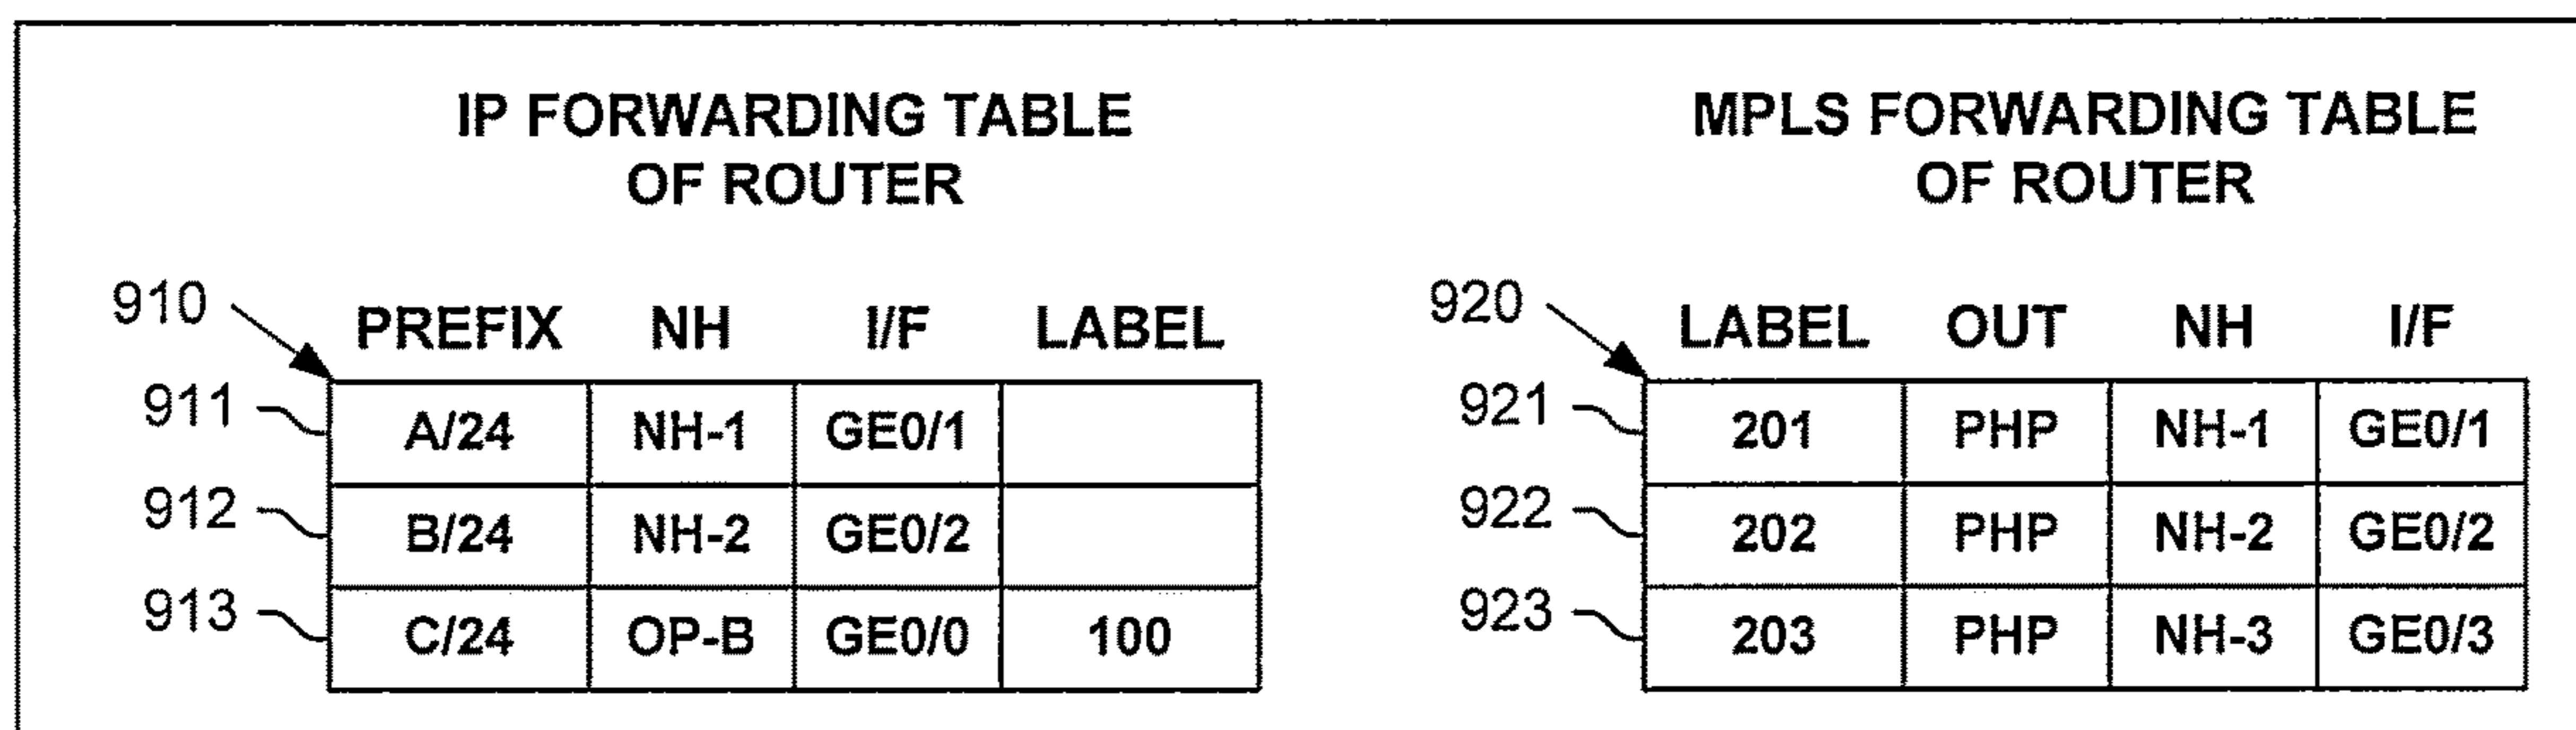 IP FORWARDING TABLE
OF ROUTER
910
PREFIX NH I/F LABEL
911 A/24 NH-1 GE0/1
912 B/24 NH-2 GE0/2
913 C/24 OP-B GE0/0 100
MPLS FORWARDING TABLE
OF ROUTER
920
LABEL OUT NH I/F
921 201 PHP NH-1 GE0/1
922 202 PHP NH-2 GE0/2
923 203 PHP NH-3 GE0/3